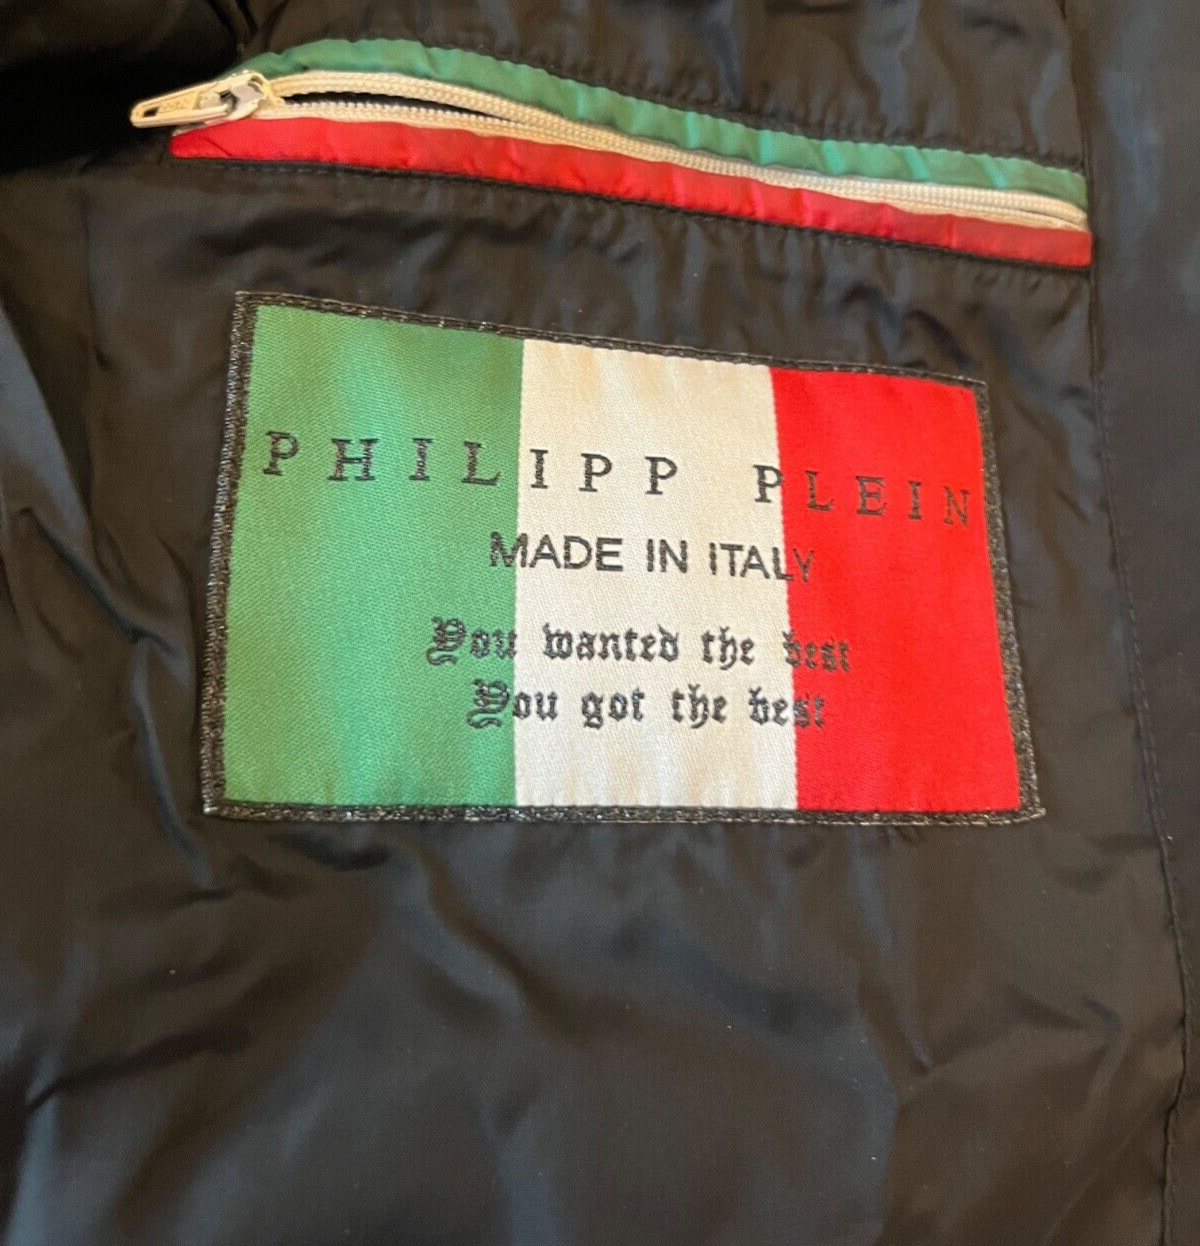 PHILIPP PLEIN
MADE IN ITALY
You wanted the best
You got the best